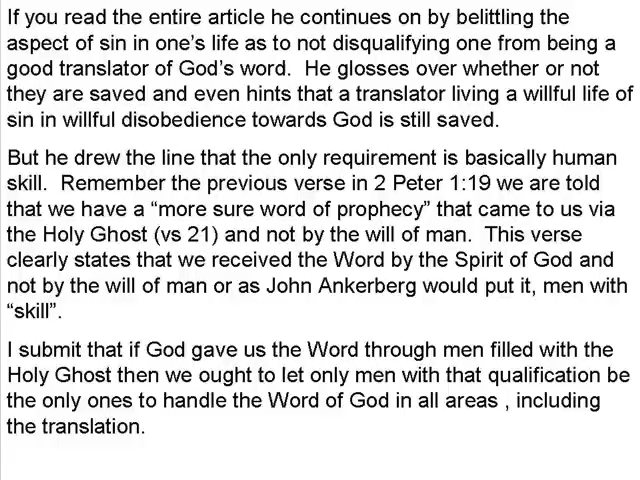 If you read the entire article he continues on by belittling the
aspect of sin in one’s life as to not disqualifying one from being a
good translator of God’s word.  He glosses over whether or not
they are saved and even hints that a translator living a willful life of
sin in willful disobedience towards God is still saved.
But he drew the line that the only requirement is basically human
skill.  Remember the previous verse in 2 Peter 1:19 we are told
that we have a “more sure word of prophecy” that came to us via
the Holy Ghost (vs 21) and not by the will of man.  This verse
clearly states that we received the Word by the Spirit of God and
not by the will of man or as John Ankerberg would put it, men with
“skill”.
I submit that if God gave us the Word through men filled with the
Holy Ghost then we ought to let only men with that qualification be
the only ones to handle the Word of God in all areas , including
the translation.